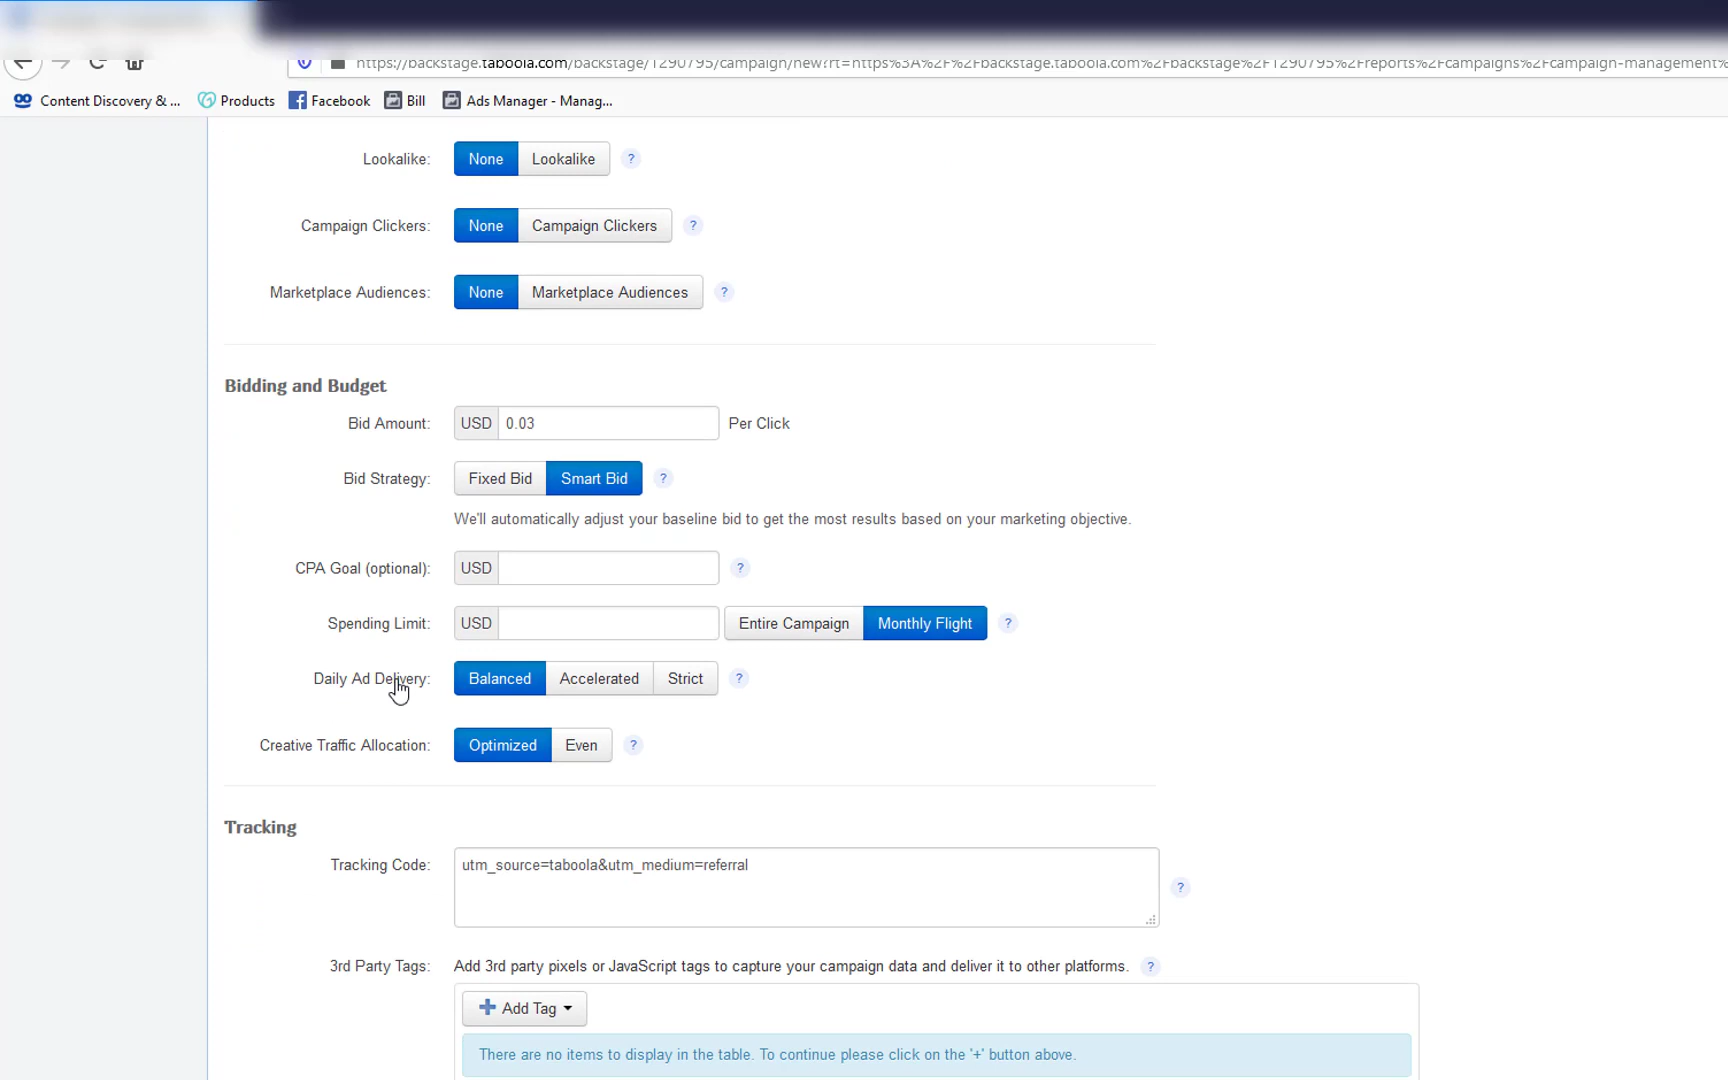 https://backstage.taboola.com/backstage/1290795/campaign/new?rt=https%3A%2F%2Fbackstage.taboola.com%2Fbackstage%2F1290795%2Freports%2Fcampaigns%2Fcampaign-management%
Content Discovery & ... Products Facebook Bill Ads Manager - Manag...
Lookalike: None Lookalike ?
Campaign Clickers: None Campaign Clickers ?
Marketplace Audiences: None Marketplace Audiences ?
Bidding and Budget
Bid Amount: USD 0.03 Per Click
Bid Strategy: Fixed Bid Smart Bid ?
We'll automatically adjust your baseline bid to get the most results based on your marketing objective.
CPA Goal (optional): USD ?
Spending Limit: USD Entire Campaign Monthly Flight ?
Daily Ad Delivery: Balanced Accelerated Strict ?
Creative Traffic Allocation: Optimized Even ?
Tracking
Tracking Code: utm_source=taboola&utm_medium=referral ?
3rd Party Tags: Add 3rd party pixels or JavaScript tags to capture your campaign data and deliver it to other platforms. ?
Add Tag
There are no items to display in the table. To continue please click on the '+' button above.